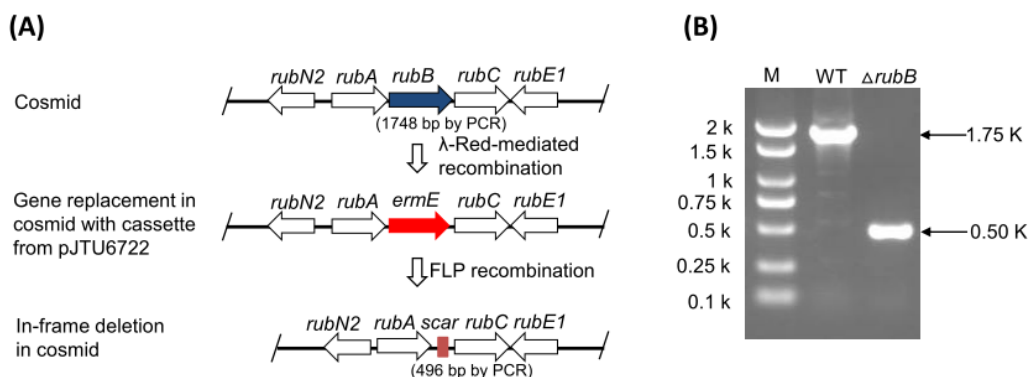 (A)
rubN2 rubA rubB rubC rubE1
Cosmid
(1748 bp by PCR)
λ-Red-mediated
recombination
Gene replacement in
cosmid with cassette
from pJTU6722
rubN2 rubA ermE rubC rubE1
FLP recombination
In-frame deletion
in cosmid
rubN2 rubA scar rubC rubE1
(496 bp by PCR)
(B)
M WT ΔrubB
2 k
1.5 k
1 k
0.75 k
0.5 k
0.25 k
0.1 k
1.75 K
0.50 K